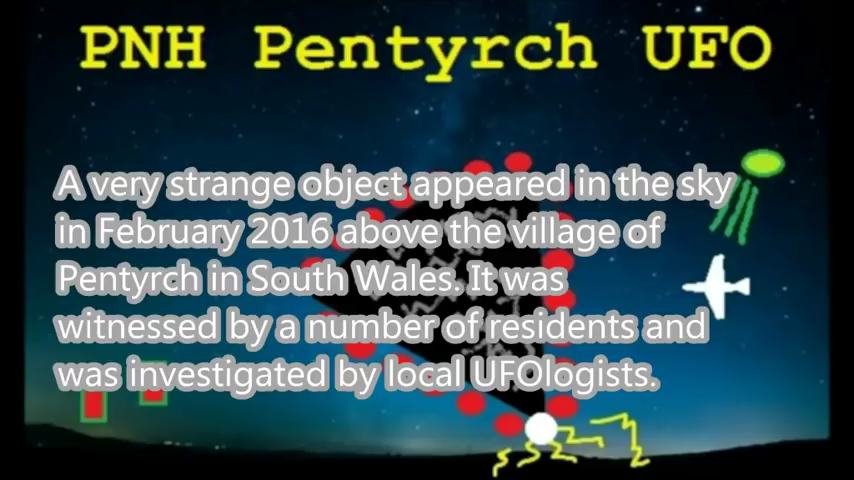 PNH Pentyrch UFO
A very strange object appeared in the sky
in February 2016 above the village of
Pentyrch in South Wales. It was
witnessed by a number of residents and
was investigated by local UFOlogists.